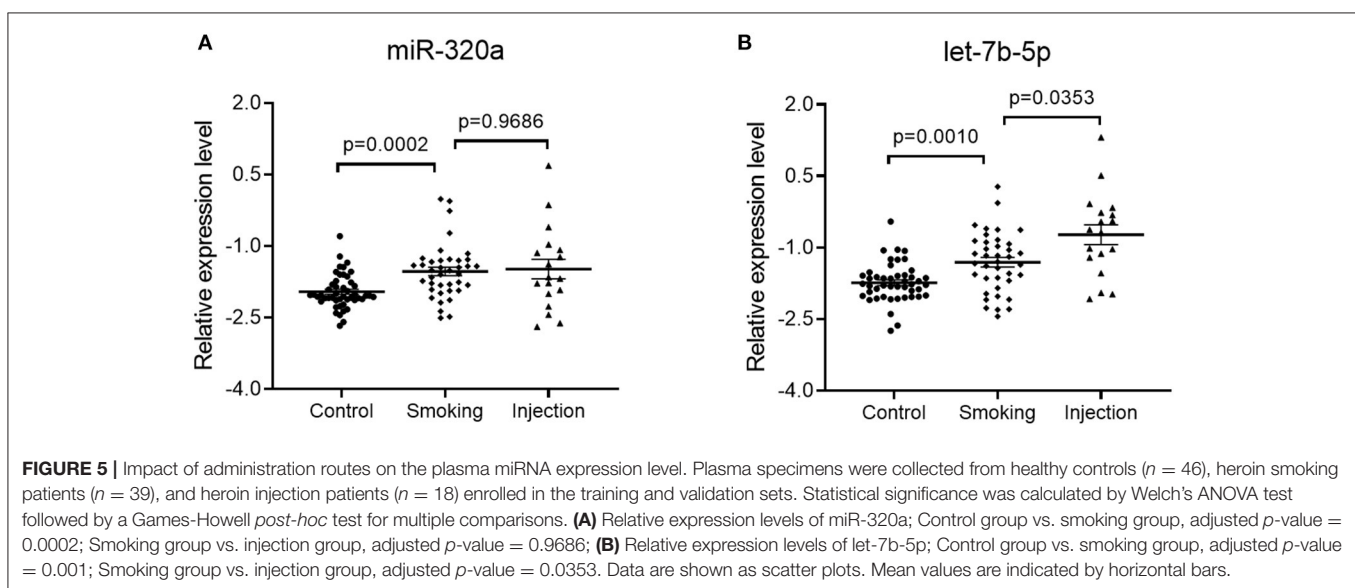 A
miR-320a
Relative expression level
2.0
0.5
-1.0
-2.5
-4.0
p=0.0002
p=0.9686
Control
Smoking
Injection
B
let-7b-5p
Relative expression level
2.0
0.5
-1.0
-2.5
-4.0
p=0.0010
p=0.0353
Control
Smoking
Injection
FIGURE 5 | Impact of administration routes on the plasma miRNA expression level. Plasma specimens were collected from healthy controls (n = 46), heroin smoking
patients (n = 39), and heroin injection patients (n = 18) enrolled in the training and validation sets. Statistical significance was calculated by Welch's ANOVA test
followed by a Games-Howell post-hoc test for multiple comparisons. (A) Relative expression levels of miR-320a; Control group vs. smoking group, adjusted p-value =
0.0002; Smoking group vs. injection group, adjusted p-value = 0.9686; (B) Relative expression levels of let-7b-5p; Control group vs. smoking group, adjusted p-value
= 0.001; Smoking group vs. injection group, adjusted p-value = 0.0353. Data are shown as scatter plots. Mean values are indicated by horizontal bars.